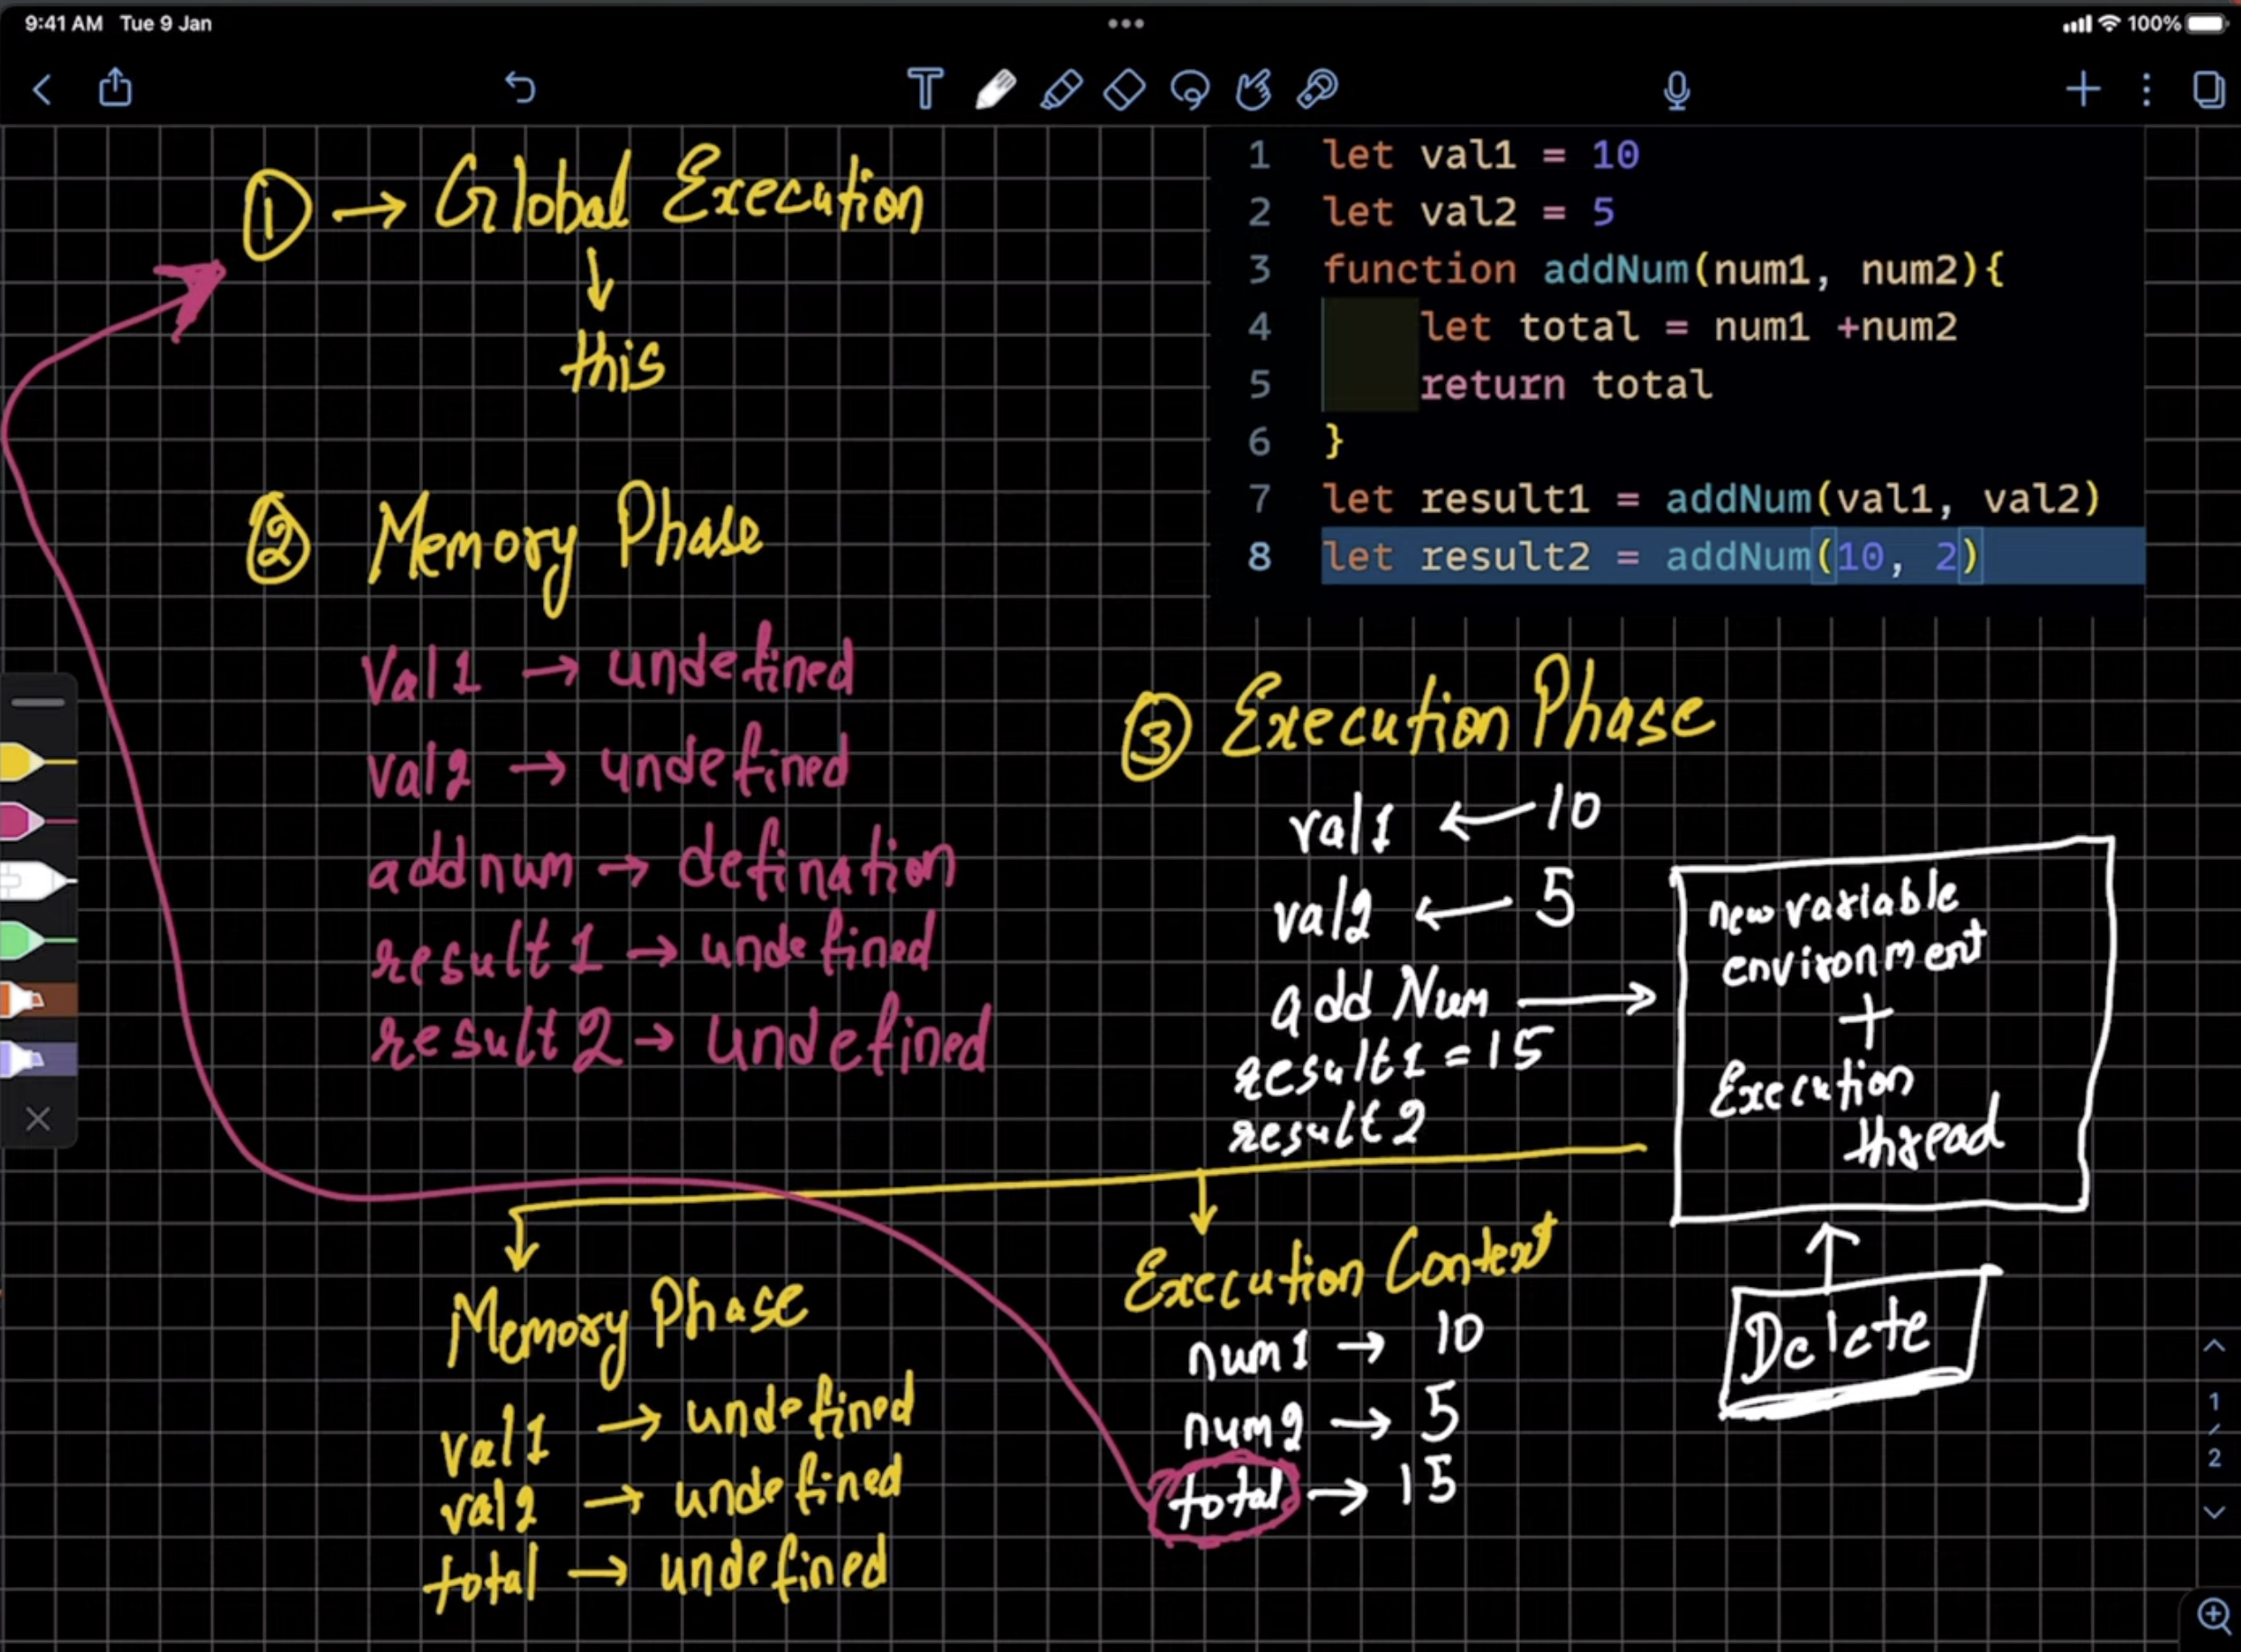 9:41 AM Tue 9 Jan
100%
① → Global Execution
↓
this
② Memory Phase
Val1 → undefined
val2 → undefined
addnum → defination
result1 → undefined
result2 → undefined
1 let val1 = 10
2 let val2 = 5
3 function addNum(num1, num2){
4 let total = num1 +num2
5 return total
6 }
7 let result1 = addNum(val1, val2)
8 let result2 = addNum(10, 2)
③ Execution Phase
val1 ← 10
val2 ← 5
add Num →
result1 = 15
result2
new variable
environment
+
Execution
thread
↑
Delete
Memory Phase
val1 → undefined
val2 → undefined
total → undefined
Execution Context
num1 → 10
num2 → 5
total → 15
1
/
2